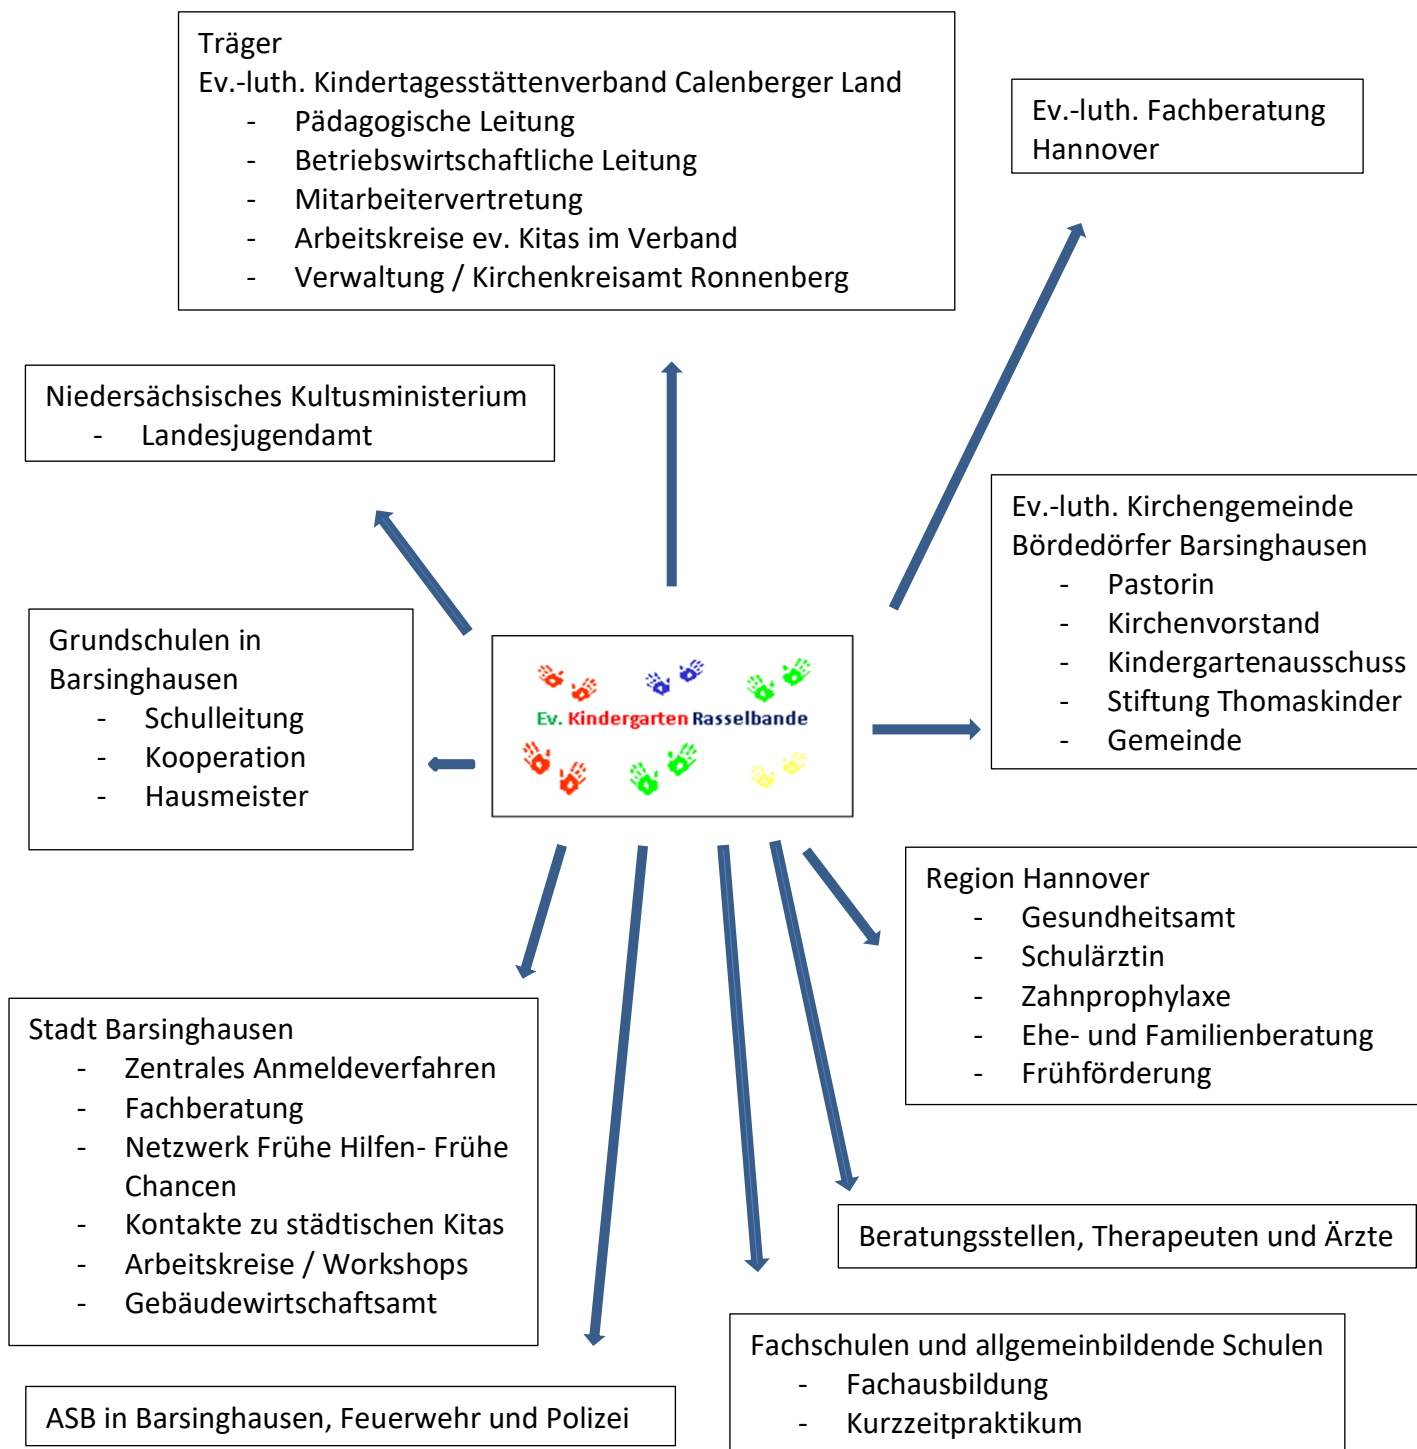 Träger
Ev.-luth. Kindertagesstättenverband Calenberger Land
- Pädagogische Leitung
- Betriebswirtschaftliche Leitung
- Mitarbeitervertretung
- Arbeitskreise ev. Kitas im Verband
- Verwaltung / Kirchenkreisamt Ronnenberg
Ev.-luth. Fachberatung
Hannover
Niedersächsisches Kultusministerium
- Landesjugendamt
Ev.-luth. Kirchengemeinde
Bördedörfer Barsinghausen
- Pastorin
- Kirchenvorstand
- Kindergartenausschuss
- Stiftung Thomaskinder
- Gemeinde
Grundschulen in
Barsinghausen
- Schulleitung
- Kooperation
- Hausmeister
Ev. Kindergarten Rasselbande
Region Hannover
- Gesundheitsamt
- Schulärztin
- Zahnprophylaxe
- Ehe- und Familienberatung
- Frühförderung
Stadt Barsinghausen
- Zentrales Anmeldeverfahren
- Fachberatung
- Netzwerk Frühe Hilfen- Frühe
Chancen
- Kontakte zu städtischen Kitas
- Arbeitskreise / Workshops
- Gebäudewirtschaftsamt
Beratungsstellen, Therapeuten und Ärzte
Fachschulen und allgemeinbildende Schulen
- Fachausbildung
- Kurzzeitpraktikum
ASB in Barsinghausen, Feuerwehr und Polizei